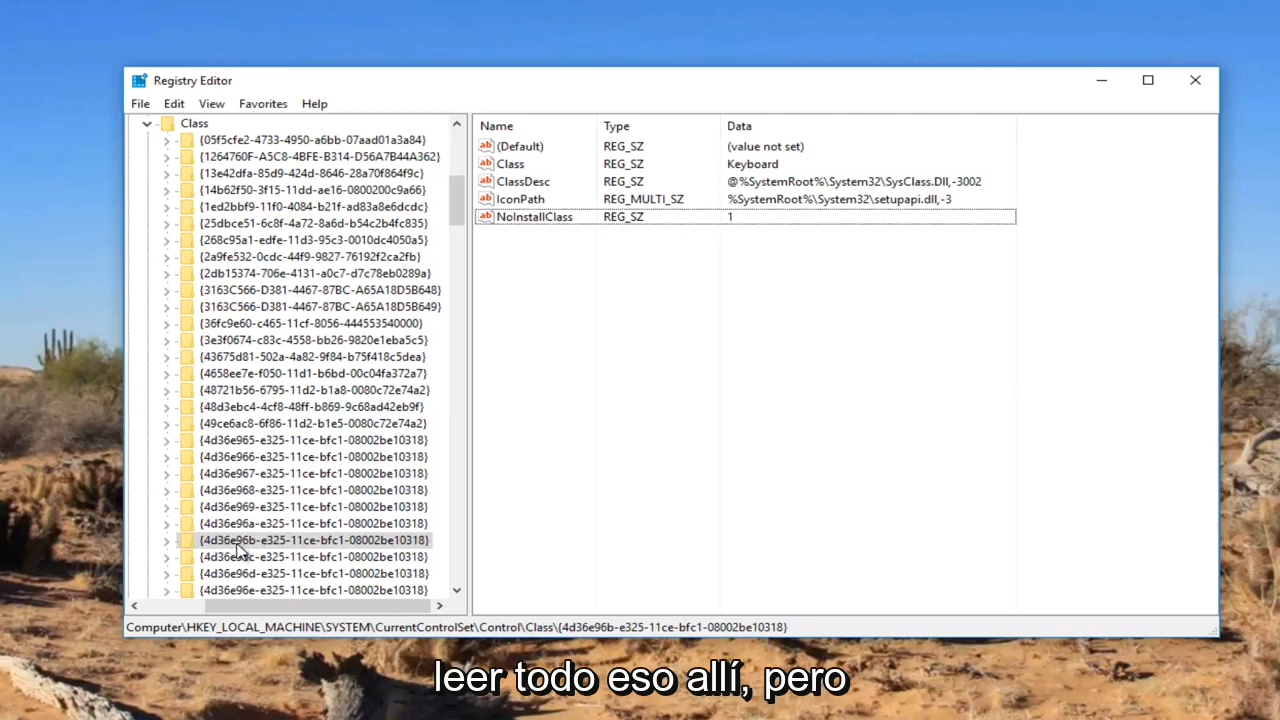 Registry Editor
File Edit View Favorites Help
Class
{05f5cfe2-4733-4950-a6bb-07aad01a3a84}
{1264760F-A5C8-4BFE-B314-D56A7B44A362}
{13e42dfa-85d9-424d-8646-28a70f864f9c}
{14b62f50-3f15-11dd-ae16-0800200c9a66}
{1ed2bbf9-11f0-4084-b21f-ad83a8e6dcdc}
{25dbce51-6c8f-4a72-8a6d-b54c2b4fc835}
{268c95a1-edfe-11d3-95c3-0010dc4050a5}
{2a9fe532-0cdc-44f9-9827-76192f2ca2fb}
{2db15374-706e-4131-a0c7-d7c78eb0289a}
{3163C566-D381-4467-87BC-A65A18D5B648}
{3163C566-D381-4467-87BC-A65A18D5B649}
{36fc9e60-c465-11cf-8056-444553540000}
{3e3f0674-c83c-4558-bb26-9820e1eba5c5}
{43675d81-502a-4a82-9f84-b75f418c5dea}
{4658ee7e-f050-11d1-b6bd-00c04fa372a7}
{48721b56-6795-11d2-b1a8-0080c72e74a2}
{48d3ebc4-4cf8-48ff-b869-9c68ad42eb9f}
{49ce6ac8-6f86-11d2-b1e5-0080c72e74a2}
{4d36e965-e325-11ce-bfc1-08002be10318}
{4d36e966-e325-11ce-bfc1-08002be10318}
{4d36e967-e325-11ce-bfc1-08002be10318}
{4d36e968-e325-11ce-bfc1-08002be10318}
{4d36e969-e325-11ce-bfc1-08002be10318}
{4d36e96a-e325-11ce-bfc1-08002be10318}
{4d36e96b-e325-11ce-bfc1-08002be10318}
{4d36e96c-e325-11ce-bfc1-08002be10318}
{4d36e96d-e325-11ce-bfc1-08002be10318}
{4d36e96e-e325-11ce-bfc1-08002be10318}
Name Type Data
(Default) REG_SZ (value not set)
Class REG_SZ Keyboard
ClassDesc REG_SZ @%SystemRoot%\System32\SysClass.Dll,-3002
IconPath REG_MULTI_SZ %SystemRoot%\System32\setupapi.dll,-3
NoInstallClass REG_SZ 1
Computer\HKEY_LOCAL_MACHINE\SYSTEM\CurrentControlSet\Control\Class\{4d36e96b-e325-11ce-bfc1-08002be10318}
leer todo eso allí, pero